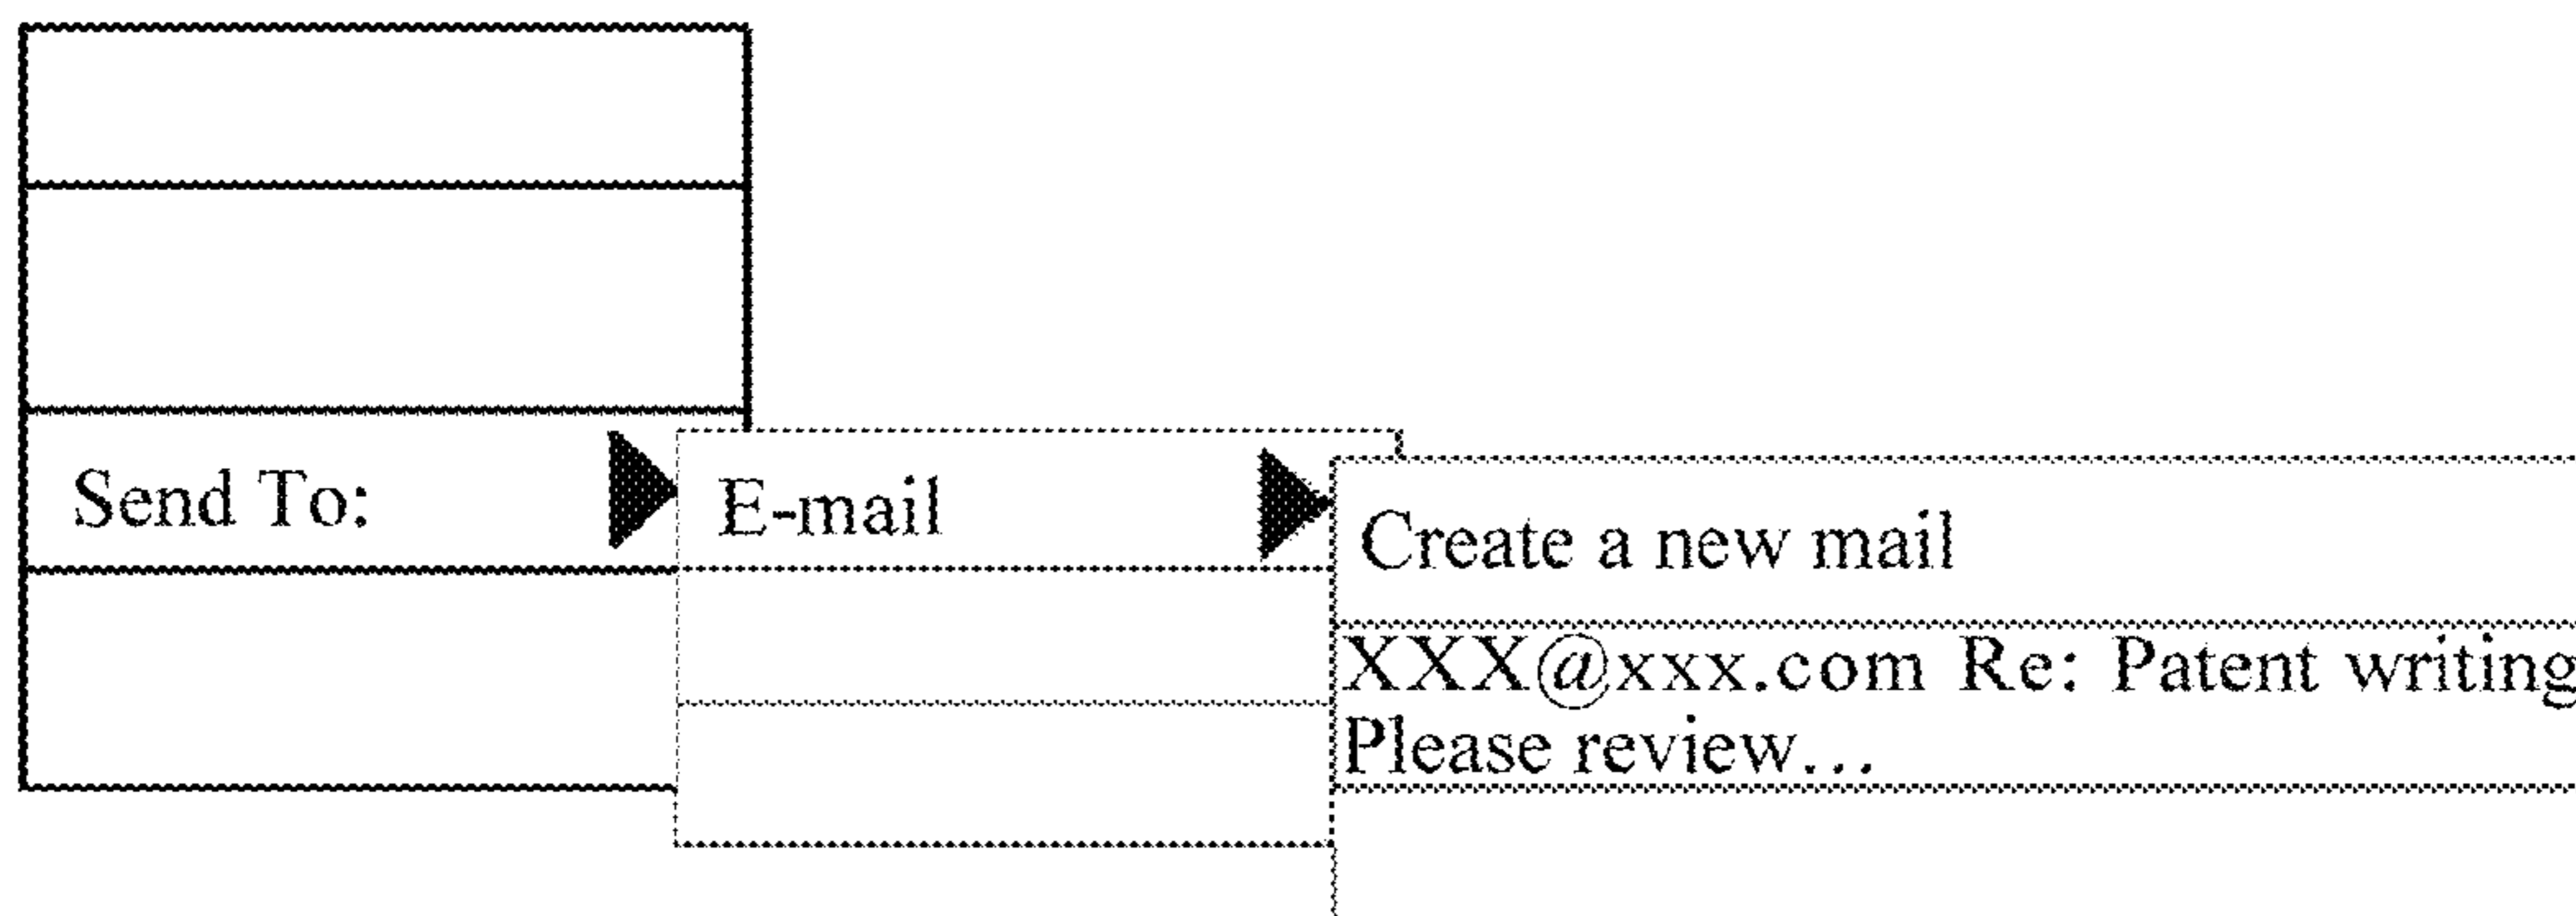 Send To:
E-mail
Create a new mail
XXX@xxx.com Re: Patent writing
Please review...